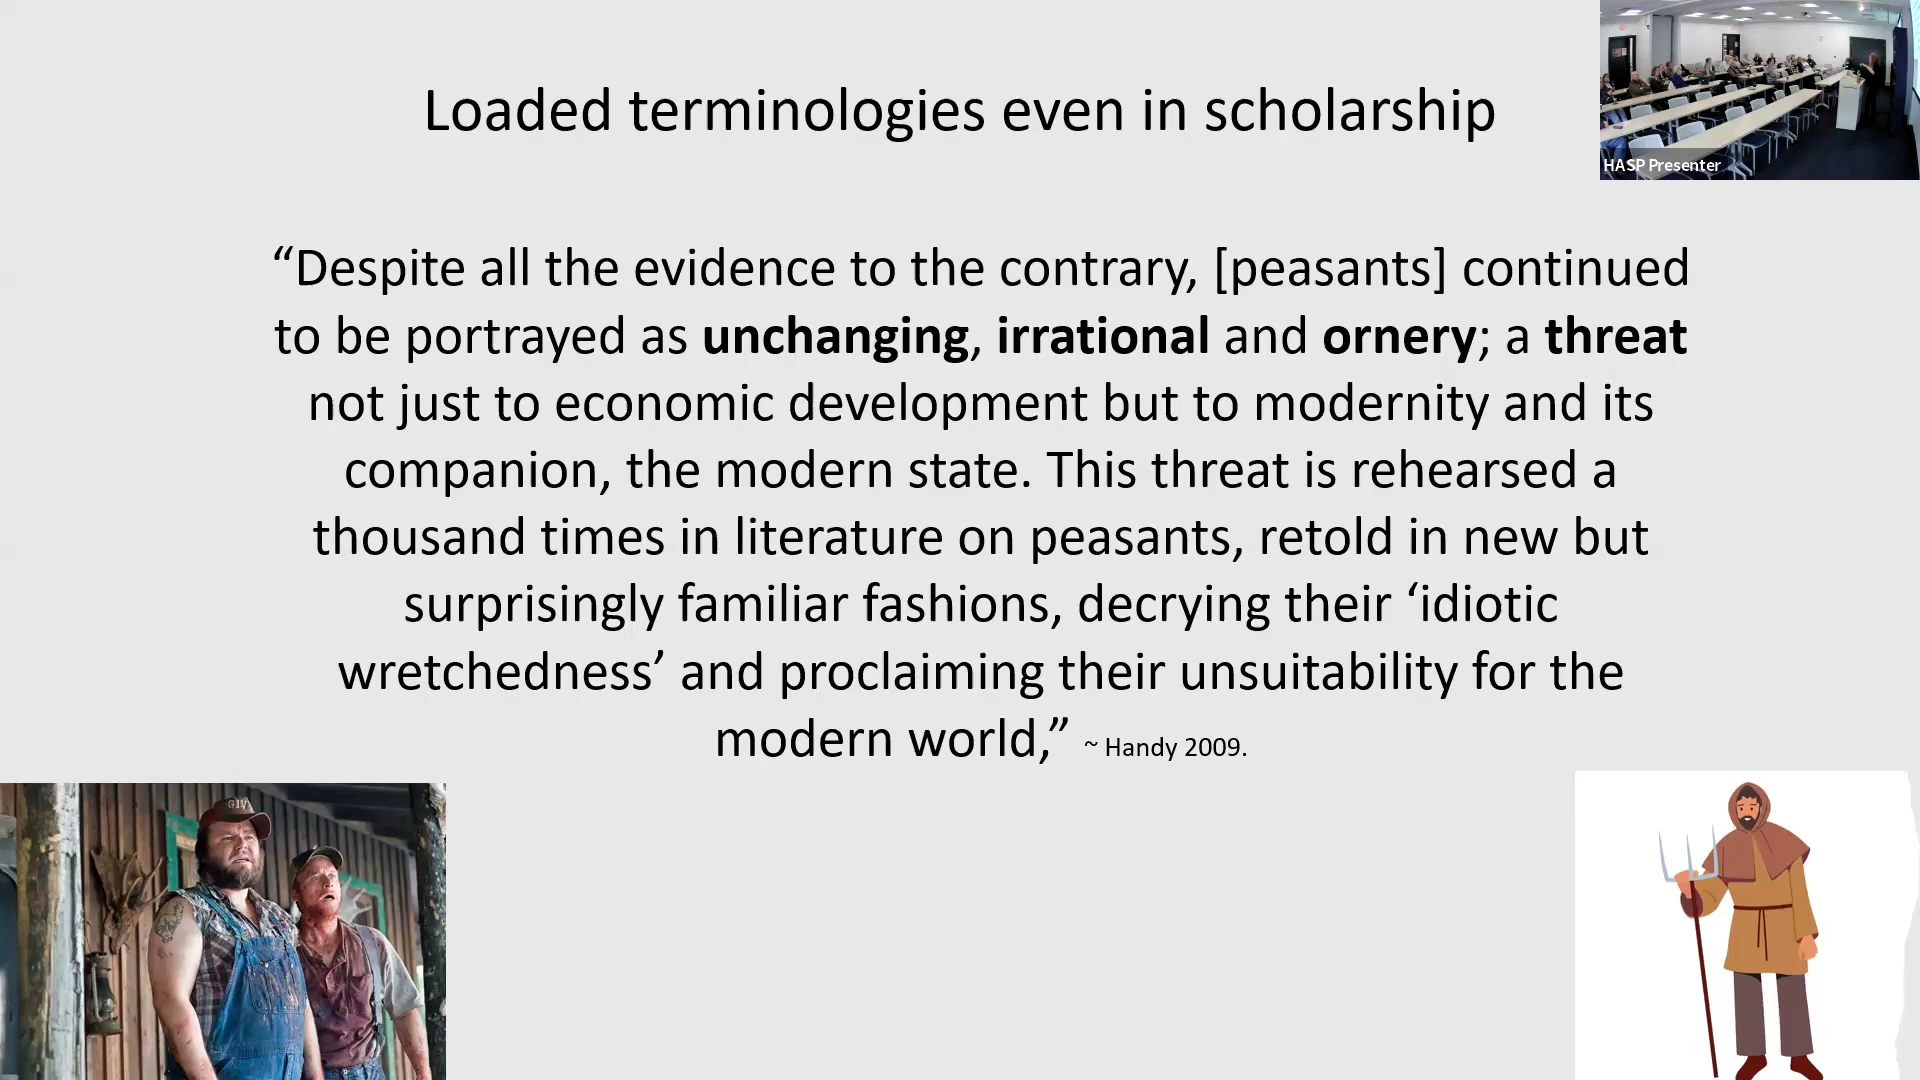 Loaded terminologies even in scholarship
HASP Presenter
“Despite all the evidence to the contrary, [peasants] continued
to be portrayed as unchanging, irrational and ornery; a threat
not just to economic development but to modernity and its
companion, the modern state. This threat is rehearsed a
thousand times in literature on peasants, retold in new but
surprisingly familiar fashions, decrying their ‘idiotic
wretchedness’ and proclaiming their unsuitability for the
modern world,” ~ Handy 2009.